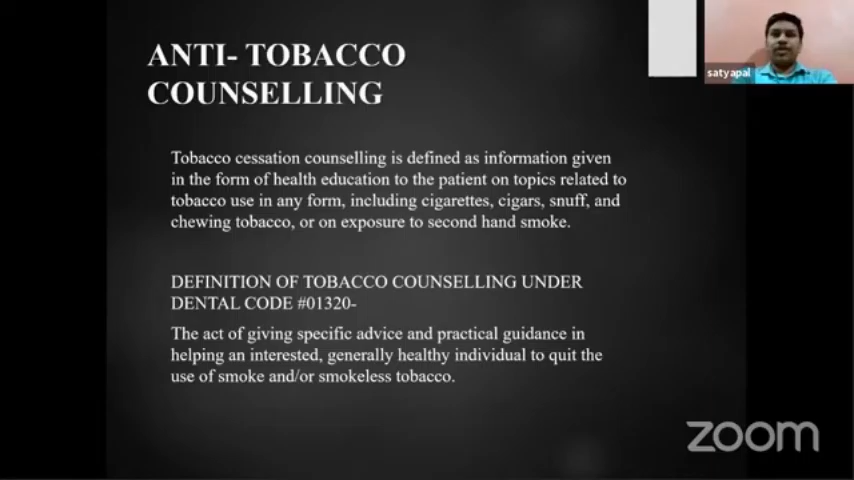 ANTI- TOBACCO
COUNSELLING
satyapal
Tobacco cessation counselling is defined as information given
in the form of health education to the patient on topics related to
tobacco use in any form, including cigarettes, cigars, snuff, and
chewing tobacco, or on exposure to second hand smoke.
DEFINITION OF TOBACCO COUNSELLING UNDER
DENTAL CODE #01320-
The act of giving specific advice and practical guidance in
helping an interested, generally healthy individual to quit the
use of smoke and/or smokeless tobacco.
zoom